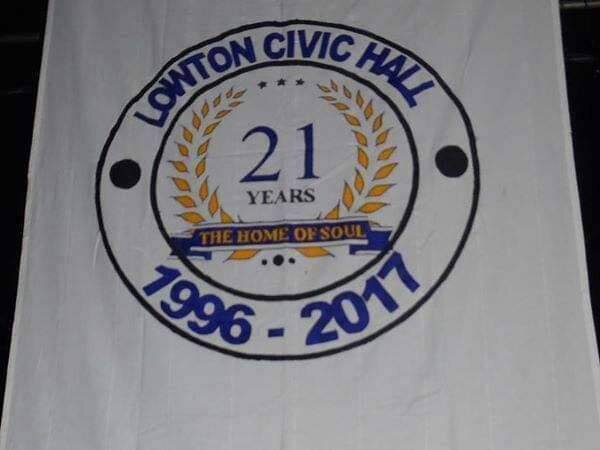 LOWTON CIVIC HALL
21
YEARS
THE HOME OF SOUL
1996 - 2017